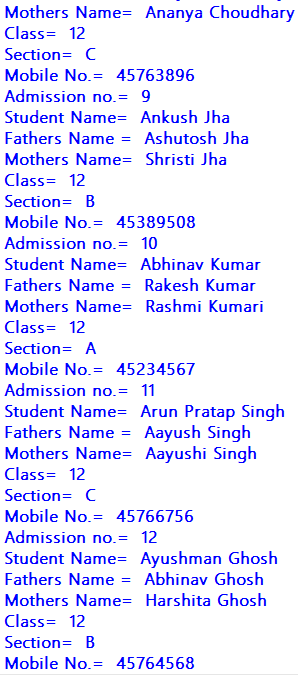 Mothers Name=  Ananya Choudhary
Class=  12
Section=  C
Mobile No.=  45763896
Admission no.=  9
Student Name=  Ankush Jha
Fathers Name =  Ashutosh Jha
Mothers Name=  Shristi Jha
Class=  12
Section=  B
Mobile No.=  45389508
Admission no.=  10
Student Name=  Abhinav Kumar
Fathers Name =  Rakesh Kumar
Mothers Name=  Rashmi Kumari
Class=  12
Section=  A
Mobile No.=  45234567
Admission no.=  11
Student Name=  Arun Pratap Singh
Fathers Name =  Aayush Singh
Mothers Name=  Aayushi Singh
Class=  12
Section=  C
Mobile No.=  45766756
Admission no.=  12
Student Name=  Ayushman Ghosh
Fathers Name =  Abhinav Ghosh
Mothers Name=  Harshita Ghosh
Class=  12
Section=  B
Mobile No.=  45764568